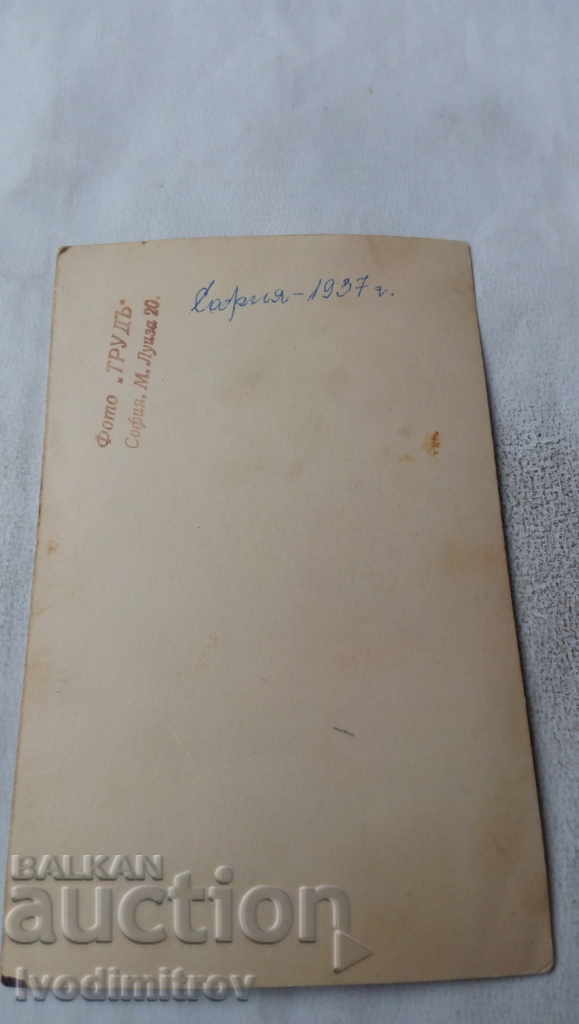 София - 1937 г.
Фото „ТРУДЪ“
София, М. Луиза 20.
BALKAN
auction
Ivodimitrov